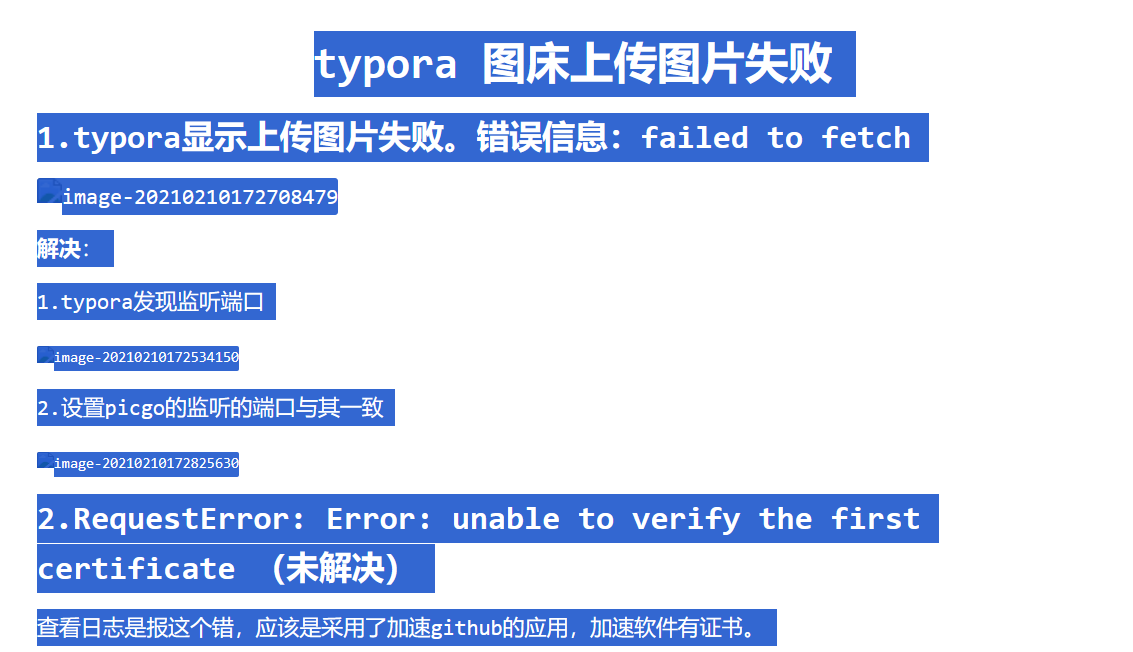 typora 图床上传图片失败
1.typora显示上传图片失败。错误信息：failed to fetch
image-20210210172708479
解决：
1.typora发现监听端口
image-20210210172534150
2.设置picgo的监听的端口与其一致
image-20210210172825630
2.RequestError: Error: unable to verify the first
certificate （未解决）
查看日志是报这个错，应该是采用了加速github的应用，加速软件有证书。